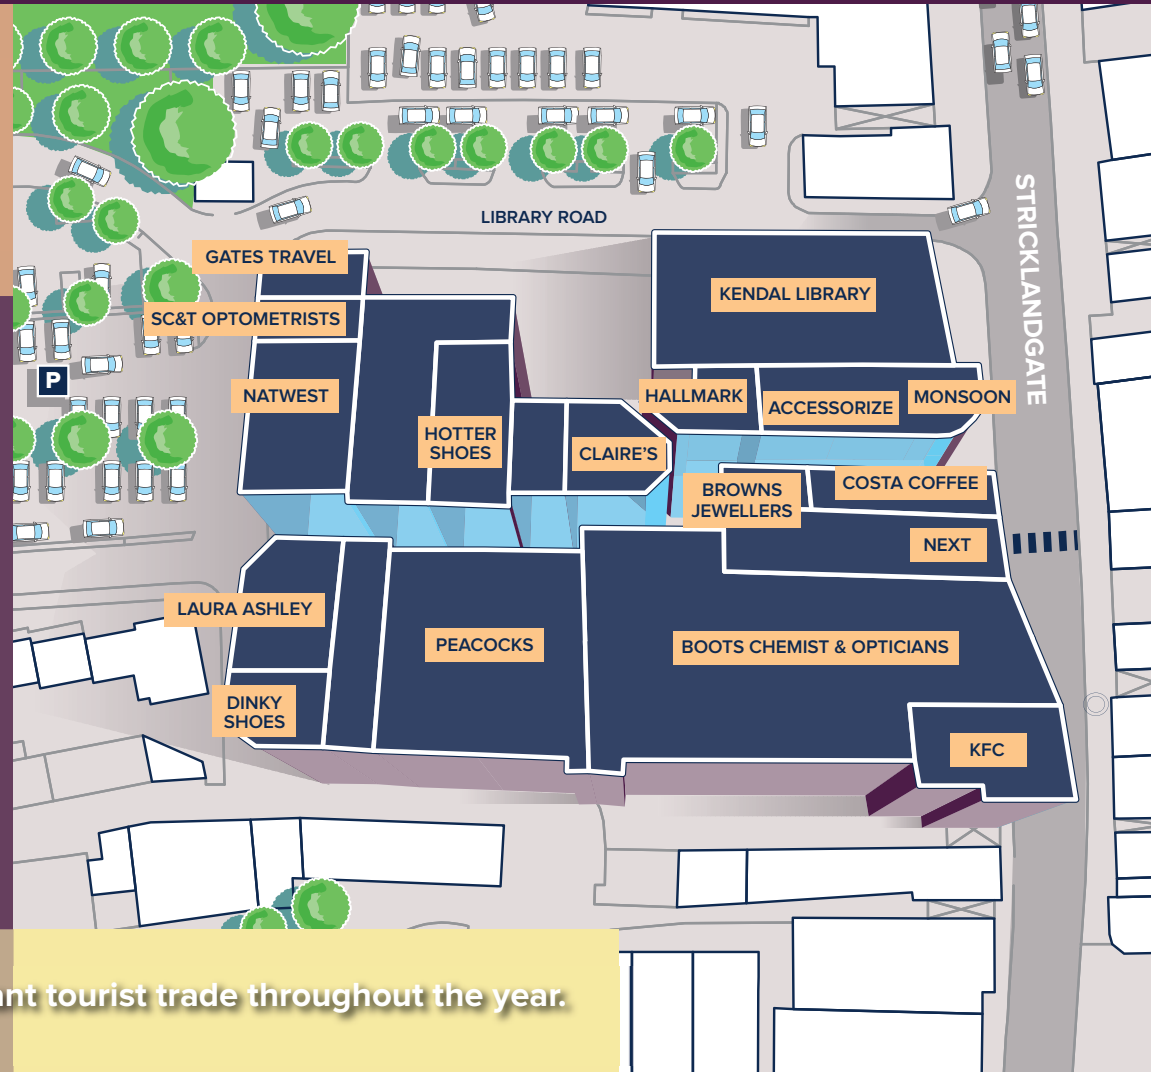 LIBRARY ROAD
STRICKLANDGATE
GATES TRAVEL
KENDAL LIBRARY
SC&T OPTOMETRISTS
P
NATWEST
HALLMARK
ACCESSORIZE
MONSOON
HOTTER
SHOES
CLAIRE'S
BROWNS
JEWELLERS
COSTA COFFEE
NEXT
LAURA ASHLEY
PEACOCKS
BOOTS CHEMIST & OPTICIANS
DINKY
SHOES
KFC
tourist trade throughout the year.